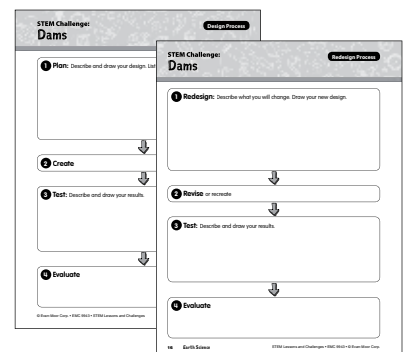 STEM Challenge:
Dams
Design Process
1 Plan: Describe and draw your design. List
2 Create
3 Test: Describe and draw your results.
4 Evaluate
© Evan-Moor Corp. • EMC 9943 • STEM Lessons and Challenges
STEM Challenge:
Dams
Redesign Process
1 Redesign: Describe what you will change. Draw your new design.
2 Revise or recreate
3 Test: Describe and draw your results.
4 Evaluate
Earth Science
STEM Lessons and Challenges • EMC 9943 • © Evan-Moor Corp.